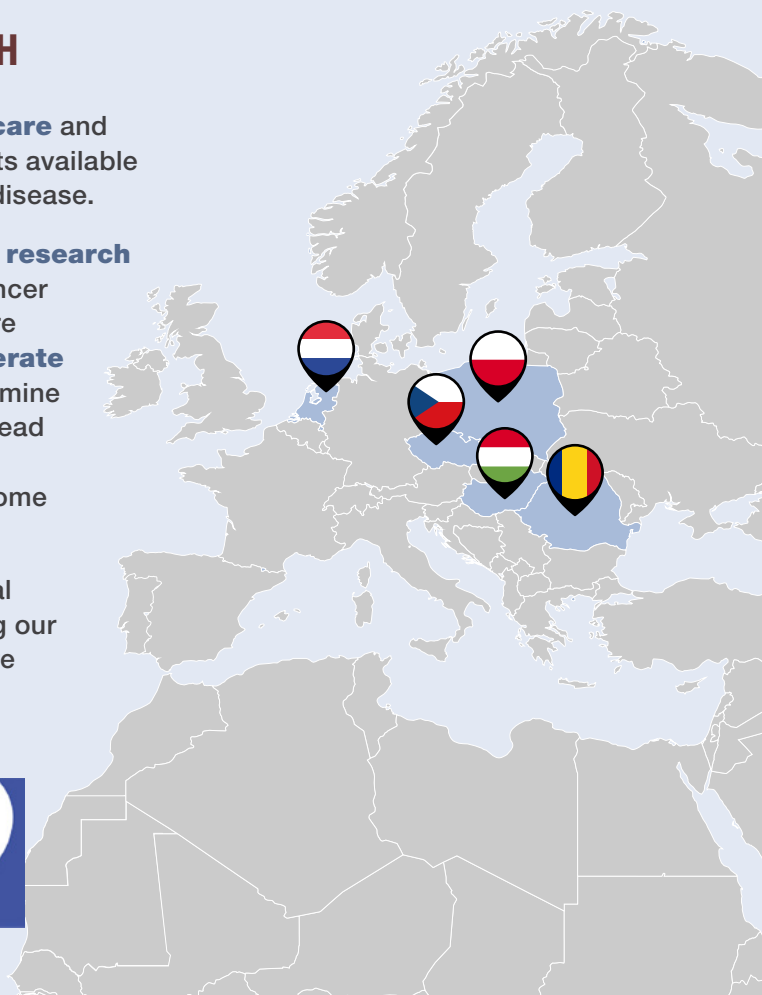 H
care and
ts available
disease.
research
ncer
re
erate
mine
ead
ome
al
g our
e